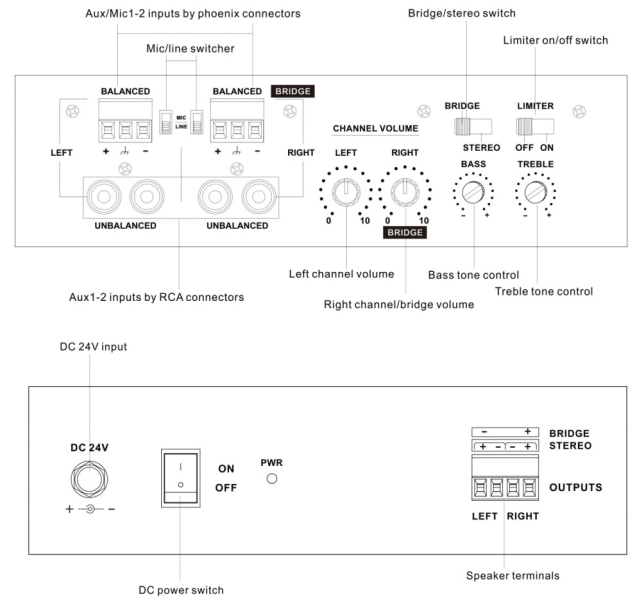 Aux/Mic1-2 inputs by phoenix connectors
Bridge/stereo switch
Mic/line switcher
Limiter on/off switch
BALANCED
BALANCED
BRIDGE
MIC
LINE
BRIDGE
LIMITER
CHANNEL VOLUME
STEREO
OFF ON
LEFT
+ -
+ -
RIGHT
LEFT
RIGHT
BASS
TREBLE
UNBALANCED
UNBALANCED
0 10
0 10
- +
- +
BRIDGE
Left channel volume
Bass tone control
Treble tone control
Aux1-2 inputs by RCA connectors
Right channel/bridge volume
DC 24V input
- +
BRIDGE
+ - - +
STEREO
DC 24V
ON
OFF
PWR
OUTPUTS
+ -
LEFT RIGHT
DC power switch
Speaker terminals